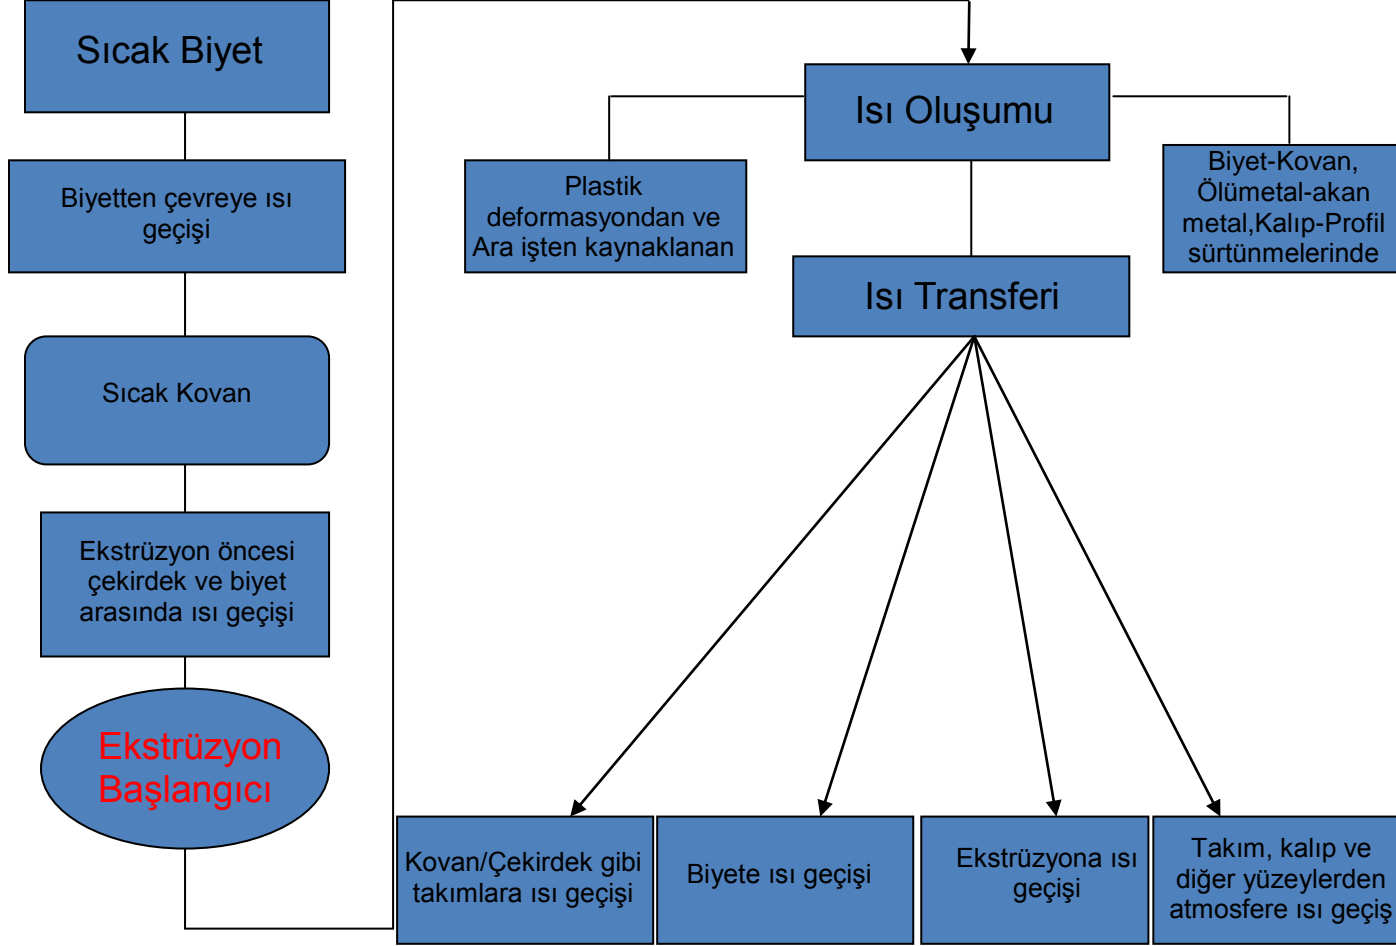 Sıcak Biyet
Biyetten çevreye ısı
geçişi
Sıcak Kovan
Ekstrüzyon öncesi
çekirdek ve biyet
arasında ısı geçişi
Ekstrüzyon
Başlangıcı
Isı Oluşumu
Plastik
deformasyondan ve
Ara işten kaynaklanan
Biyet-Kovan,
Ölümetal-akan
metal,Kalıp-Profil
sürtünmelerinde
Isı Transferi
Kovan/Çekirdek gibi
takımlara ısı geçişi
Biyete ısı geçişi
Ekstrüzyona ısı
geçişi
Takım, kalıp ve
diğer yüzeylerden
atmosfere ısı geçiş